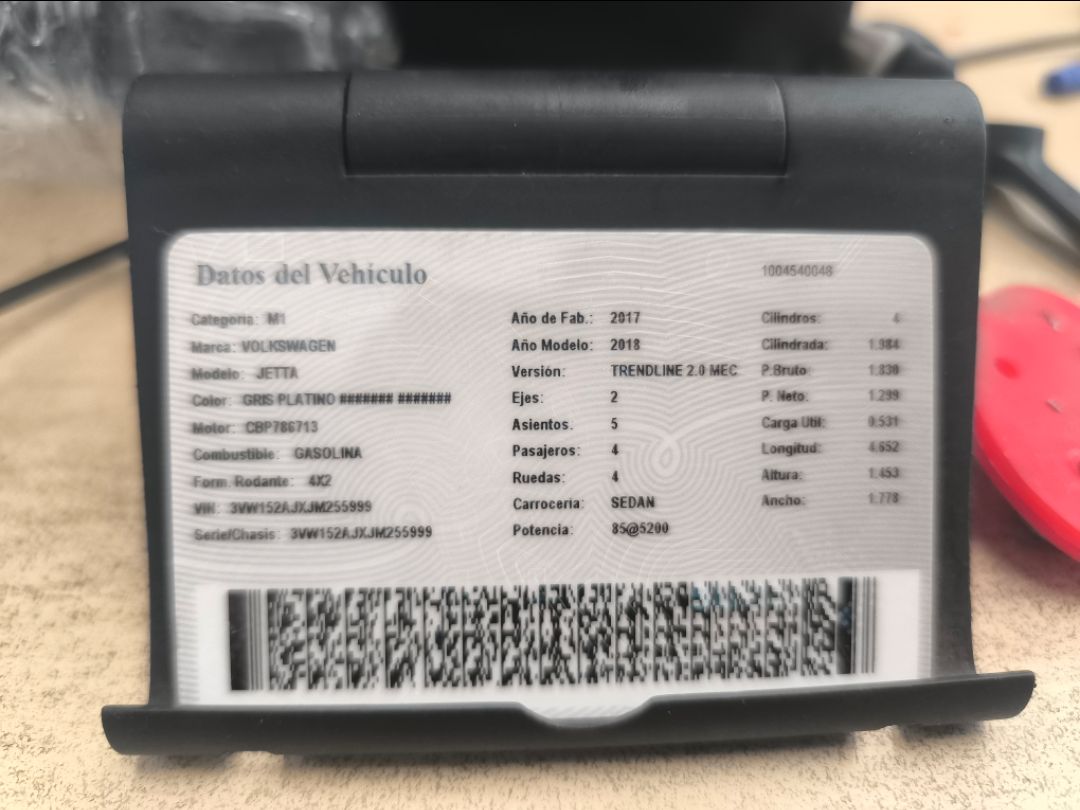 Datos del Vehículo
1004540048
Categoria: M1
Marca: VOLKSWAGEN
Modelo: JETTA
Color: GRIS PLATINO ####### #######
Motor: CBP786713
Combustible: GASOLINA
Form. Rodante: 4X2
VIN: 3VW152AJXJM255999
Serie/Chasis: 3VW152AJXJM255999
Año de Fab.: 2017
Año Modelo: 2018
Versión: TRENDLINE 2.0 MEC
Ejes: 2
Asientos. 5
Pasajeros: 4
Ruedas: 4
Carrocería: SEDAN
Potencia: 85@5200
Cilindros: 4
Cilindrada: 1.984
P.Bruto: 1.830
P. Neto: 1.299
Carga Util: 0.531
Longitud: 4.652
Altura: 1.453
Ancho: 1.778